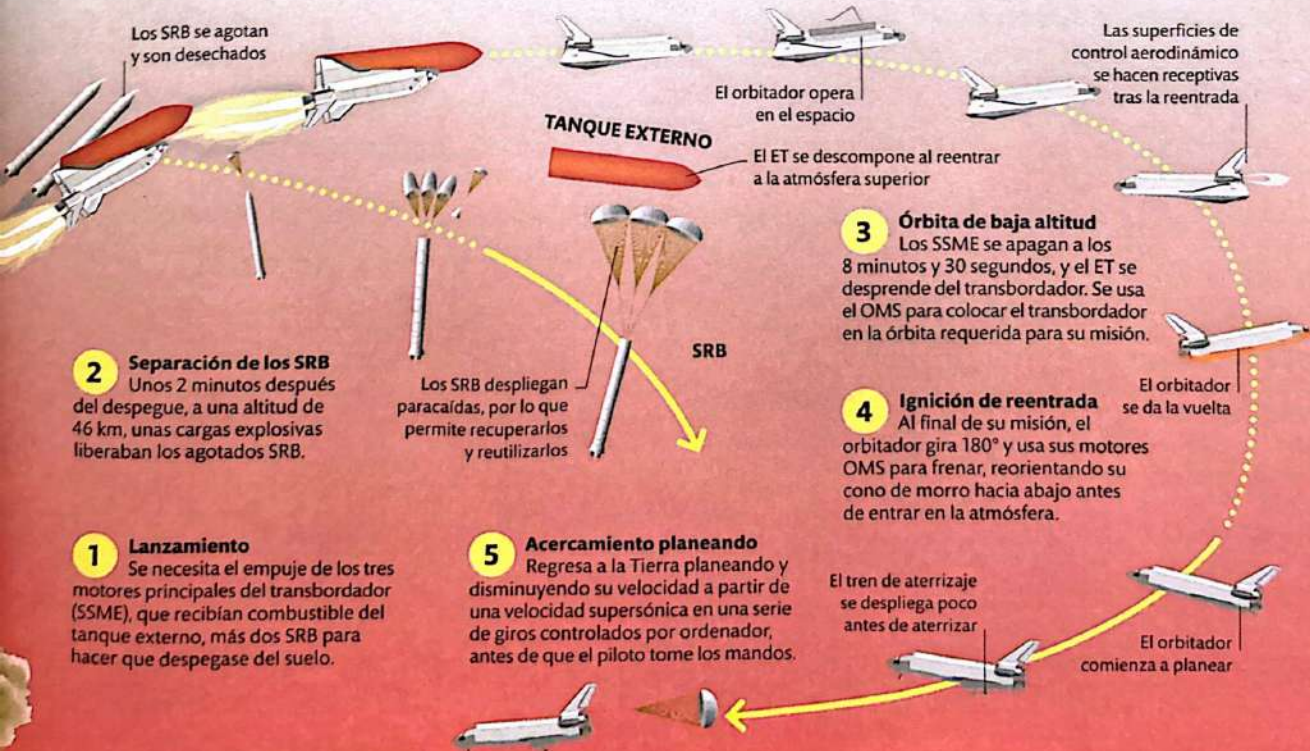 Los SRB se agotan
y son desechados
El orbitador opera
en el espacio
Las superficies de
control aerodinámico
se hacen receptivas
tras la reentrada
TANQUE EXTERNO
El ET se descompone al reentrar
a la atmósfera superior
3 Órbita de baja altitud
Los SSME se apagan a los
8 minutos y 30 segundos, y el ET se
desprende del transbordador. Se usa
el OMS para colocar el transbordador
en la órbita requerida para su misión.
SRB
2 Separación de los SRB
Unos 2 minutos después
del despegue, a una altitud de
46 km, unas cargas explosivas
liberaban los agotados SRB.
Los SRB despliegan
paracaídas, por lo que
permite recuperarlos
y reutilizarlos
El orbitador
se da la vuelta
4 Ignición de reentrada
Al final de su misión, el
orbitador gira 180° y usa sus motores
OMS para frenar, reorientando su
cono de morro hacia abajo antes
de entrar en la atmósfera.
1 Lanzamiento
Se necesita el empuje de los tres
motores principales del transbordador
(SSME), que recibían combustible del
tanque externo, más dos SRB para
hacer que despegase del suelo.
5 Acercamiento planeando
Regresa a la Tierra planeando y
disminuyendo su velocidad a partir de
una velocidad supersónica en una serie
de giros controlados por ordenador,
antes de que el piloto tome los mandos.
El tren de aterrizaje
se despliega poco
antes de aterrizar
El orbitador
comienza a planear